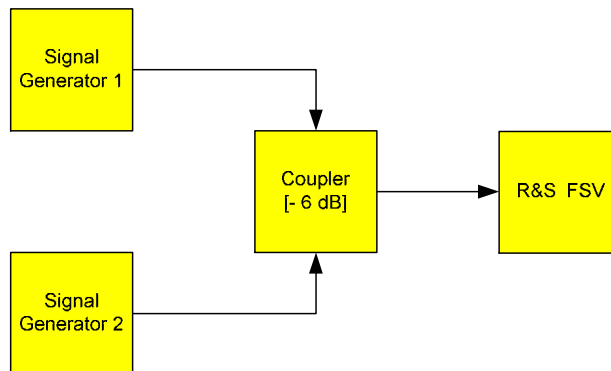 Signal
Generator 1
Coupler
[- 6 dB]
R&S FSV
Signal
Generator 2